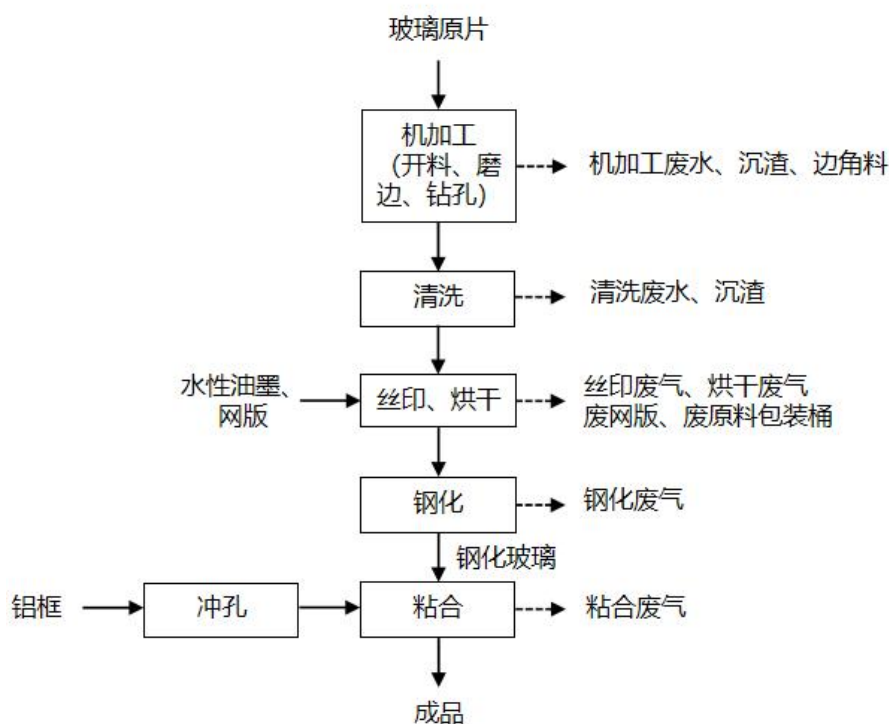 玻璃原片
机加工
（开料、磨
边、钻孔）
机加工废水、沉渣、边角料
清洗
清洗废水、沉渣
水性油墨、
网版
丝印、烘干
丝印废气、烘干废气
废网版、废原料包装桶
钢化
钢化废气
钢化玻璃
铝框
冲孔
粘合
粘合废气
成品